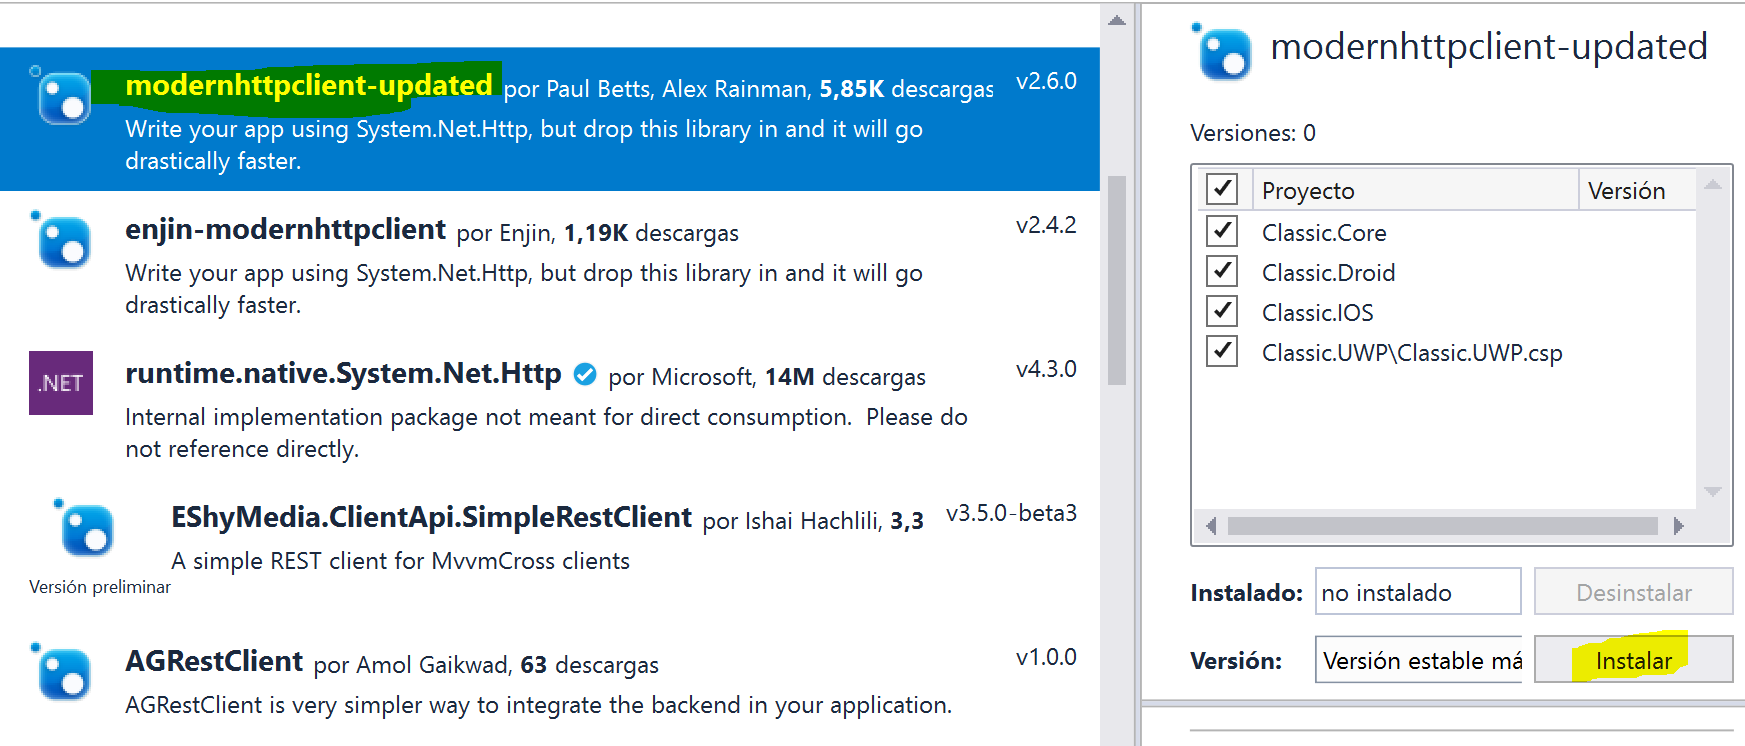 modernhttpclient-updated por Paul Betts, Alex Rainman, 5,85K descargas v2.6.0
Write your app using System.Net.Http, but drop this library in and it will go
drastically faster.
enjin-modernhttpclient por Enjin, 1,19K descargas v2.4.2
Write your app using System.Net.Http, but drop this library in and it will go
drastically faster.
.NET
runtime.native.System.Net.Http por Microsoft, 14M descargas v4.3.0
Internal implementation package not meant for direct consumption. Please do
not reference directly.
EShyMedia.ClientApi.SimpleRestClient por Ishai Hachlili, 3,3 v3.5.0-beta3
A simple REST client for MvvmCross clients
Versión preliminar
AGRestClient por Amol Gaikwad, 63 descargas v1.0.0
AGRestClient is very simpler way to integrate the backend in your application.
modernhttpclient-updated
Versiones: 0
Proyecto Versión
Classic.Core
Classic.Droid
Classic.IOS
Classic.UWP\Classic.UWP.csp
Instalado: no instalado Desinstalar
Versión: Versión estable má Instalar